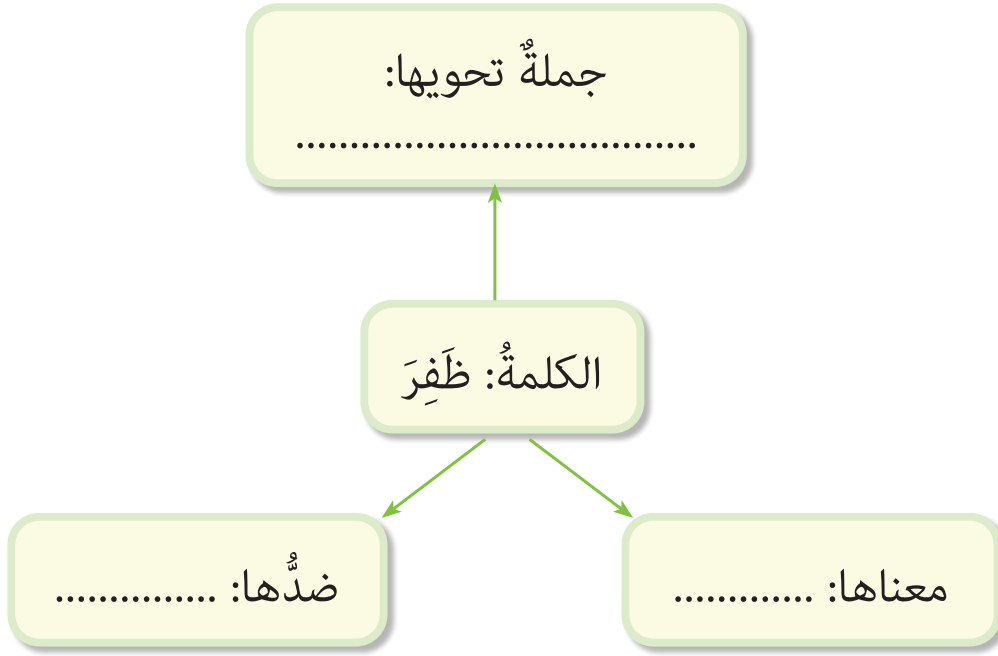 جملةٌ تحويها:
.....................................
الكلمةُ: ظَفِرَ
معناها: .............
ضدُّها: ...............